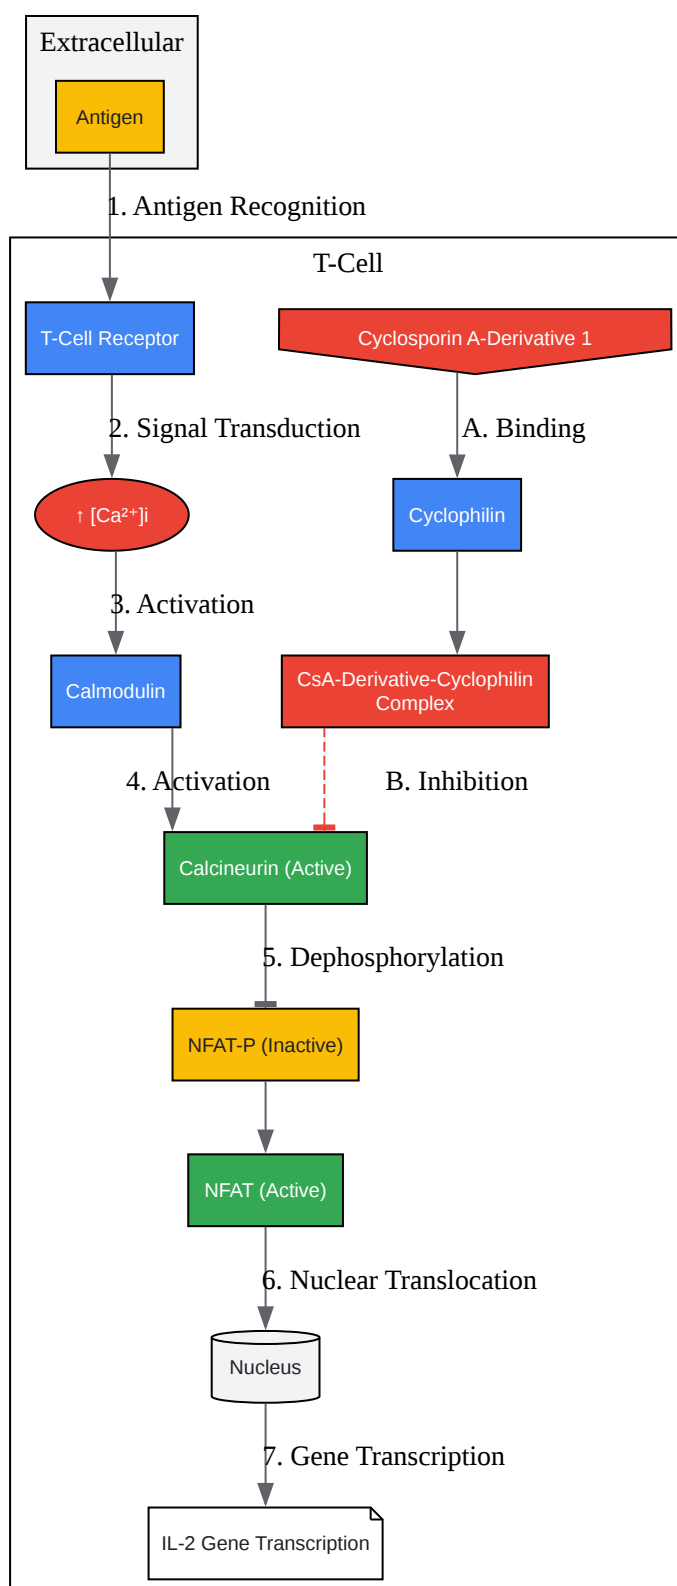 Extracellular
Antigen
1. Antigen Recognition
T-Cell
T-Cell Receptor
Cyclosporin A-Derivative 1
2. Signal Transduction
A. Binding
↑ [Ca²⁺]i
Cyclophilin
3. Activation
Calmodulin
CsA-Derivative-Cyclophilin
Complex
4. Activation
B. Inhibition
Calcineurin (Active)
5. Dephosphorylation
NFAT-P (Inactive)
NFAT (Active)
6. Nuclear Translocation
Nucleus
7. Gene Transcription
IL-2 Gene Transcription